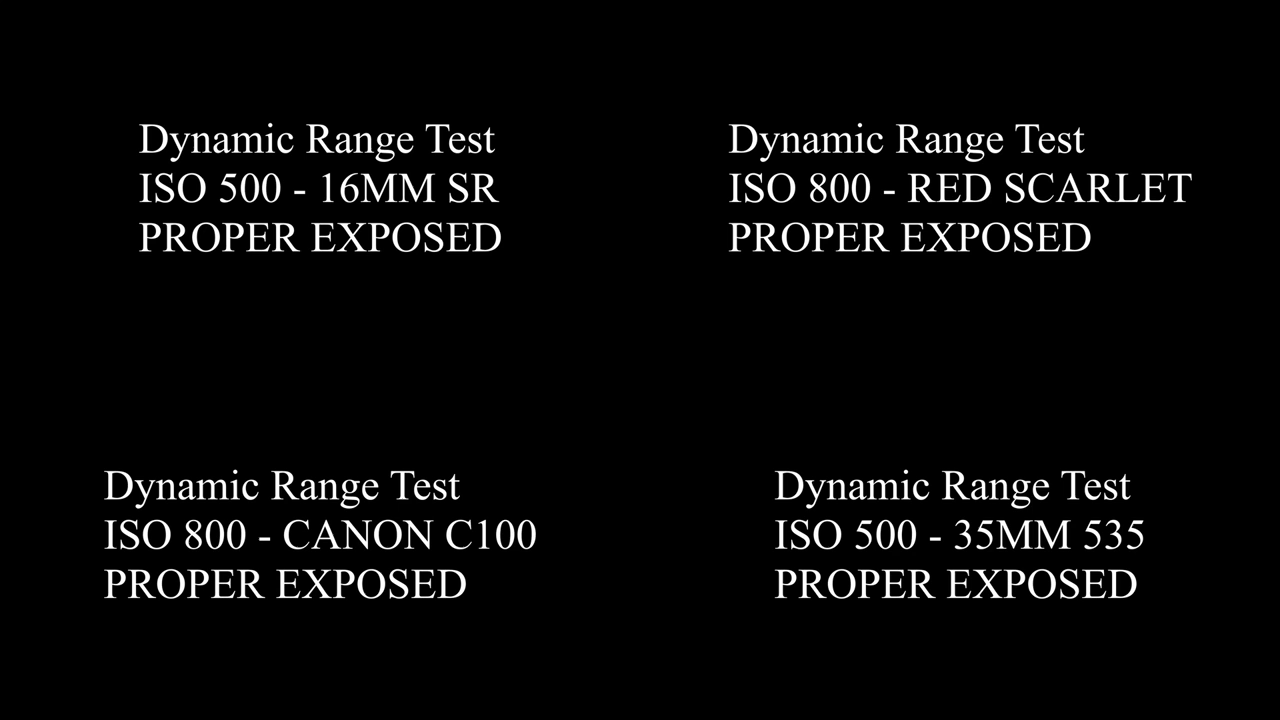 Dynamic Range Test
ISO 500 - 16MM SR
PROPER EXPOSED
Dynamic Range Test
ISO 800 - RED SCARLET
PROPER EXPOSED
Dynamic Range Test
ISO 800 - CANON C100
PROPER EXPOSED
Dynamic Range Test
ISO 500 - 35MM 535
PROPER EXPOSED